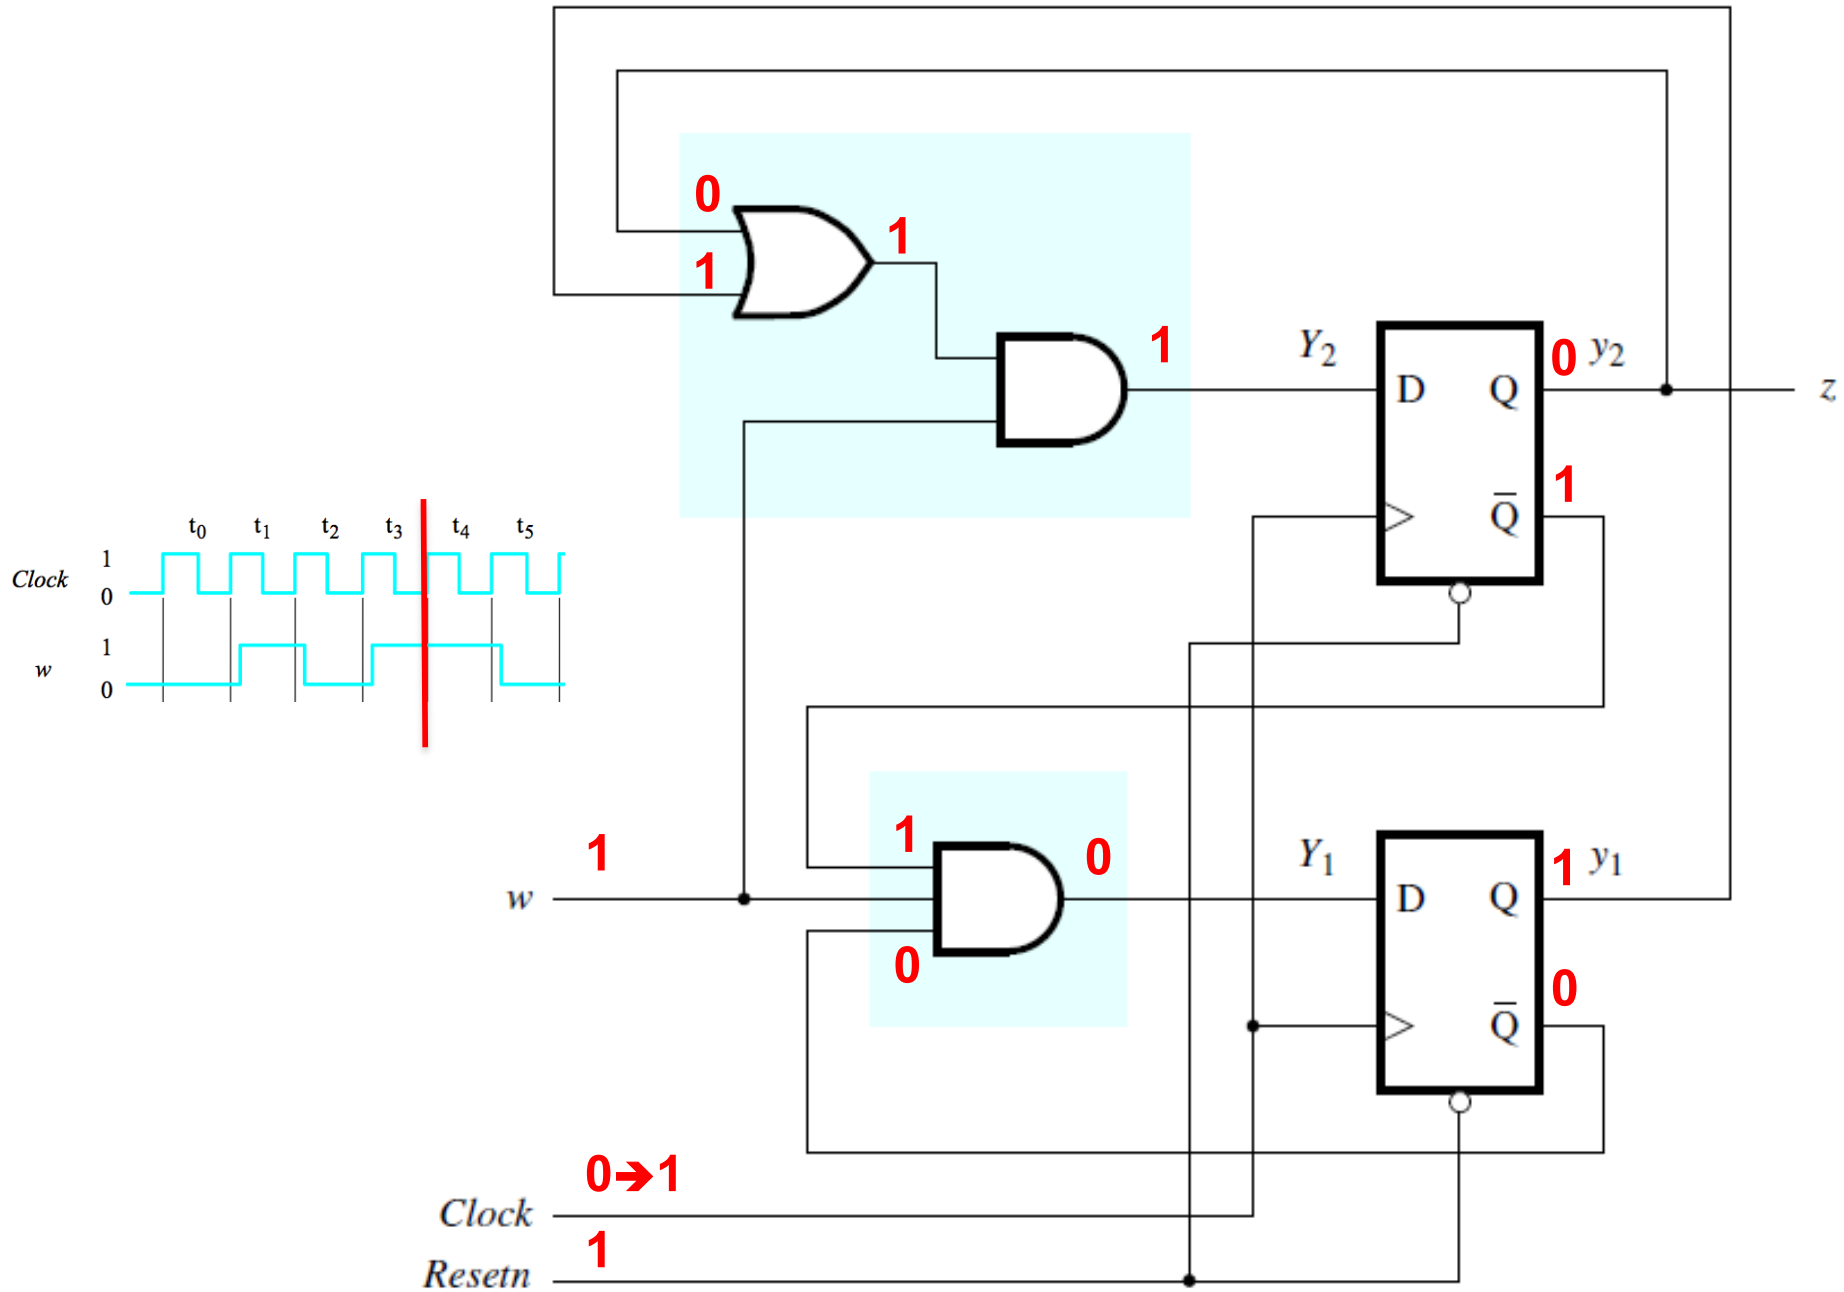 0
1
1
1
Y₂
0 y₂
D Q
z
1
Q̅
t₀ t₁ t₂ t₃ t₄ t₅
Clock 1
0
w 1
0
1
w
1
0
0
Y₁
1 y₁
D Q
0
Q̅
0➔1
Clock
1
Resetn